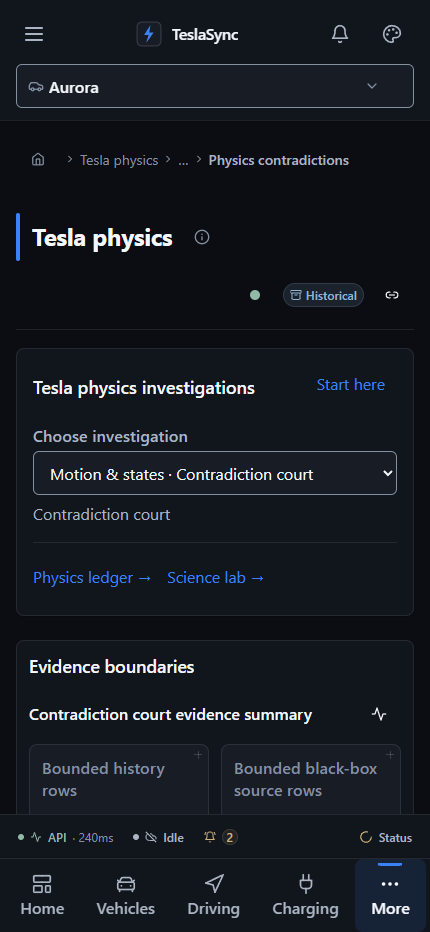 TeslaSync
Aurora
Tesla physics
...
Physics contradictions
Tesla physics
Historical
Tesla physics investigations
Start here
Choose investigation
Motion & states · Contradiction court
Contradiction court
Physics ledger →
Science lab →
Evidence boundaries
Contradiction court evidence summary
Bounded history
rows
Bounded black-box
source rows
API · 240ms
Idle
2
Status
Home
Vehicles
Driving
Charging
More